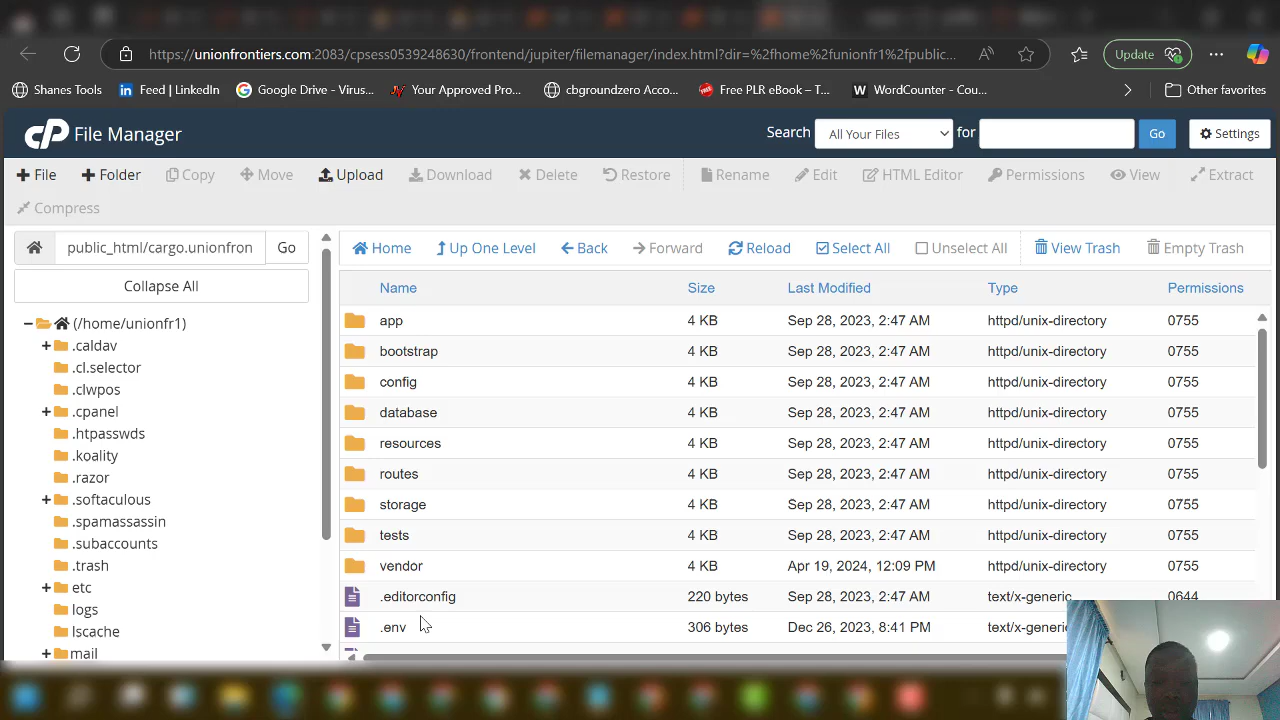 https://unionfrontiers.com:2083/cpsess0539248630/frontend/jupiter/filemanager/index.html?dir=%2fhome%2funionfr1%2fpublic...
Update
Shanes Tools
Feed | LinkedIn
Google Drive - Virus...
Your Approved Pro...
cbgroundzero Acco...
Free PLR eBook – T...
WordCounter - Cou...
Other favorites
cP File Manager
Search All Your Files for Go Settings
File Folder Copy Move Upload Download Delete Restore Rename Edit HTML Editor Permissions View Extract
Compress
public_html/cargo.unionfron Go
Home Up One Level Back Forward Reload Select All Unselect All View Trash Empty Trash
Collapse All
(/home/unionfr1)
.caldav
.cl.selector
.clwpos
.cpanel
.htpasswds
.koality
.razor
.softaculous
.spamassassin
.subaccounts
.trash
etc
logs
lscache
mail
Name Size Last Modified Type Permissions
app 4 KB Sep 28, 2023, 2:47 AM httpd/unix-directory 0755
bootstrap 4 KB Sep 28, 2023, 2:47 AM httpd/unix-directory 0755
config 4 KB Sep 28, 2023, 2:47 AM httpd/unix-directory 0755
database 4 KB Sep 28, 2023, 2:47 AM httpd/unix-directory 0755
resources 4 KB Sep 28, 2023, 2:47 AM httpd/unix-directory 0755
routes 4 KB Sep 28, 2023, 2:47 AM httpd/unix-directory 0755
storage 4 KB Sep 28, 2023, 2:47 AM httpd/unix-directory 0755
tests 4 KB Sep 28, 2023, 2:47 AM httpd/unix-directory 0755
vendor 4 KB Apr 19, 2024, 12:09 PM httpd/unix-directory 0755
.editorconfig 220 bytes Sep 28, 2023, 2:47 AM text/x-generic 0644
.env 306 bytes Dec 26, 2023, 8:41 PM text/x-generic